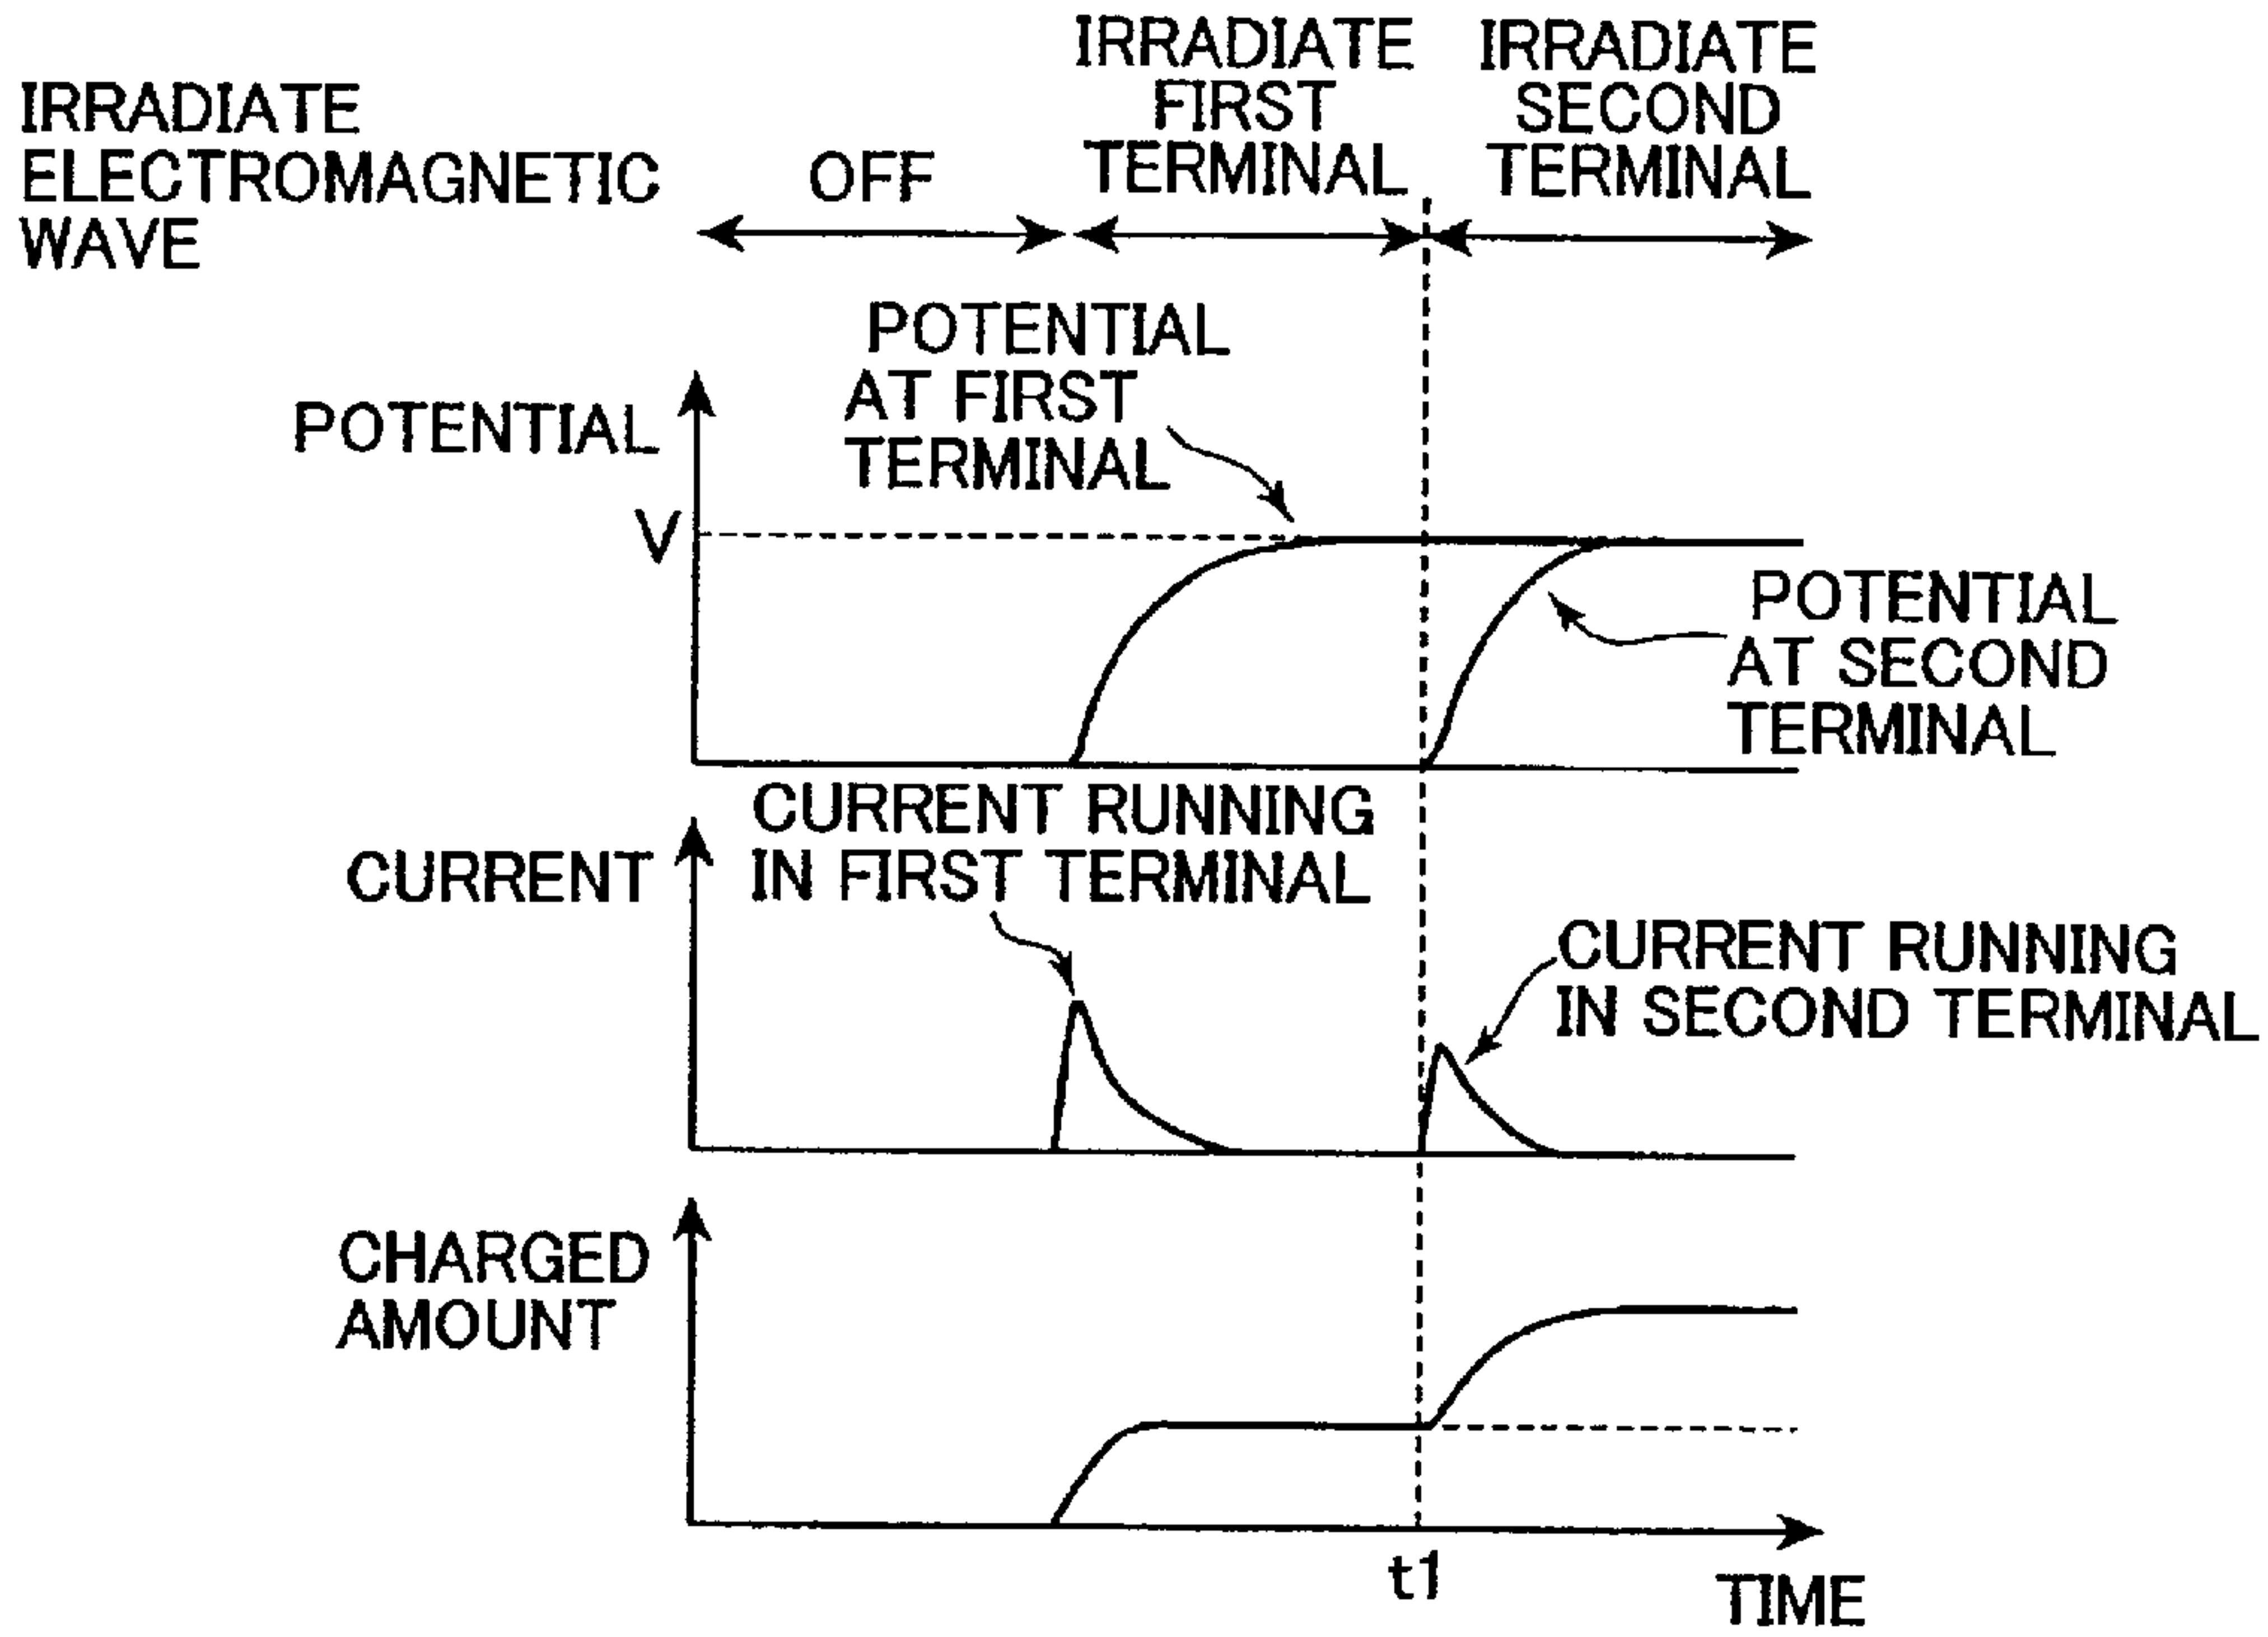 IRRADIATE
ELECTROMAGNETIC
WAVE
OFF
IRRADIATE
FIRST
TERMINAL
IRRADIATE
SECOND
TERMINAL
POTENTIAL
V
POTENTIAL
AT FIRST
TERMINAL
POTENTIAL
AT SECOND
TERMINAL
CURRENT
CURRENT RUNNING
IN FIRST TERMINAL
CURRENT RUNNING
IN SECOND TERMINAL
CHARGED
AMOUNT
t1
TIME